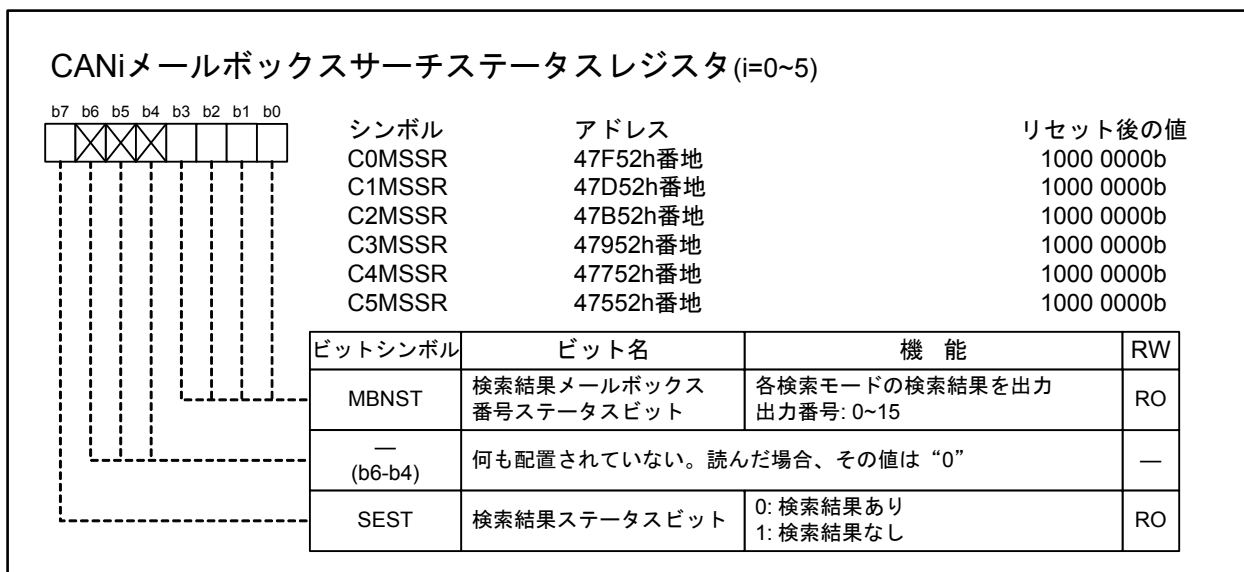 CANiメールボックスサーチステータスレジスタ(i=0~5)
b7 b6 b5 b4 b3 b2 b1 b0
シンボル アドレス リセット後の値
C0MSSR 47F52h番地 1000 0000b
C1MSSR 47D52h番地 1000 0000b
C2MSSR 47B52h番地 1000 0000b
C3MSSR 47952h番地 1000 0000b
C4MSSR 47752h番地 1000 0000b
C5MSSR 47552h番地 1000 0000b
ビットシンボル ビット名 機 能 RW
MBNST 検索結果メールボックス 各検索モードの検索結果を出力 RO
番号ステータスビット 出力番号: 0~15
—
(b6-b4) 何も配置されていない。読んだ場合、その値は“0” —
SEST 検索結果ステータスビット 0: 検索結果あり RO
1: 検索結果なし